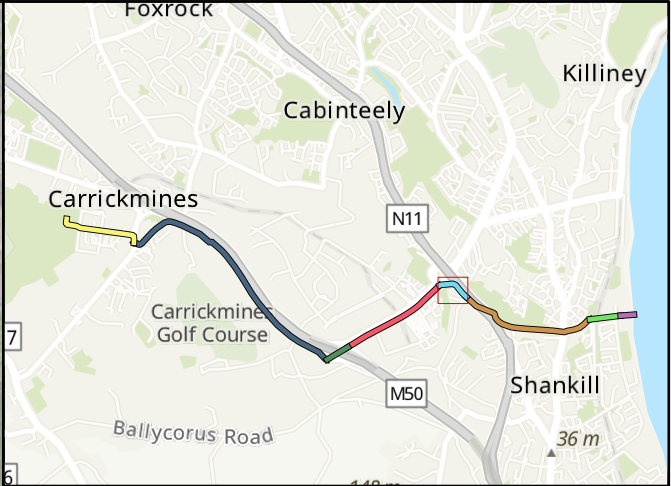 Foxrock
Killiney
Cabinteely
Carrickmines
N11
Carrickmines
Golf Course
7
M50
Shankill
Ballycorus Road
36 m
6